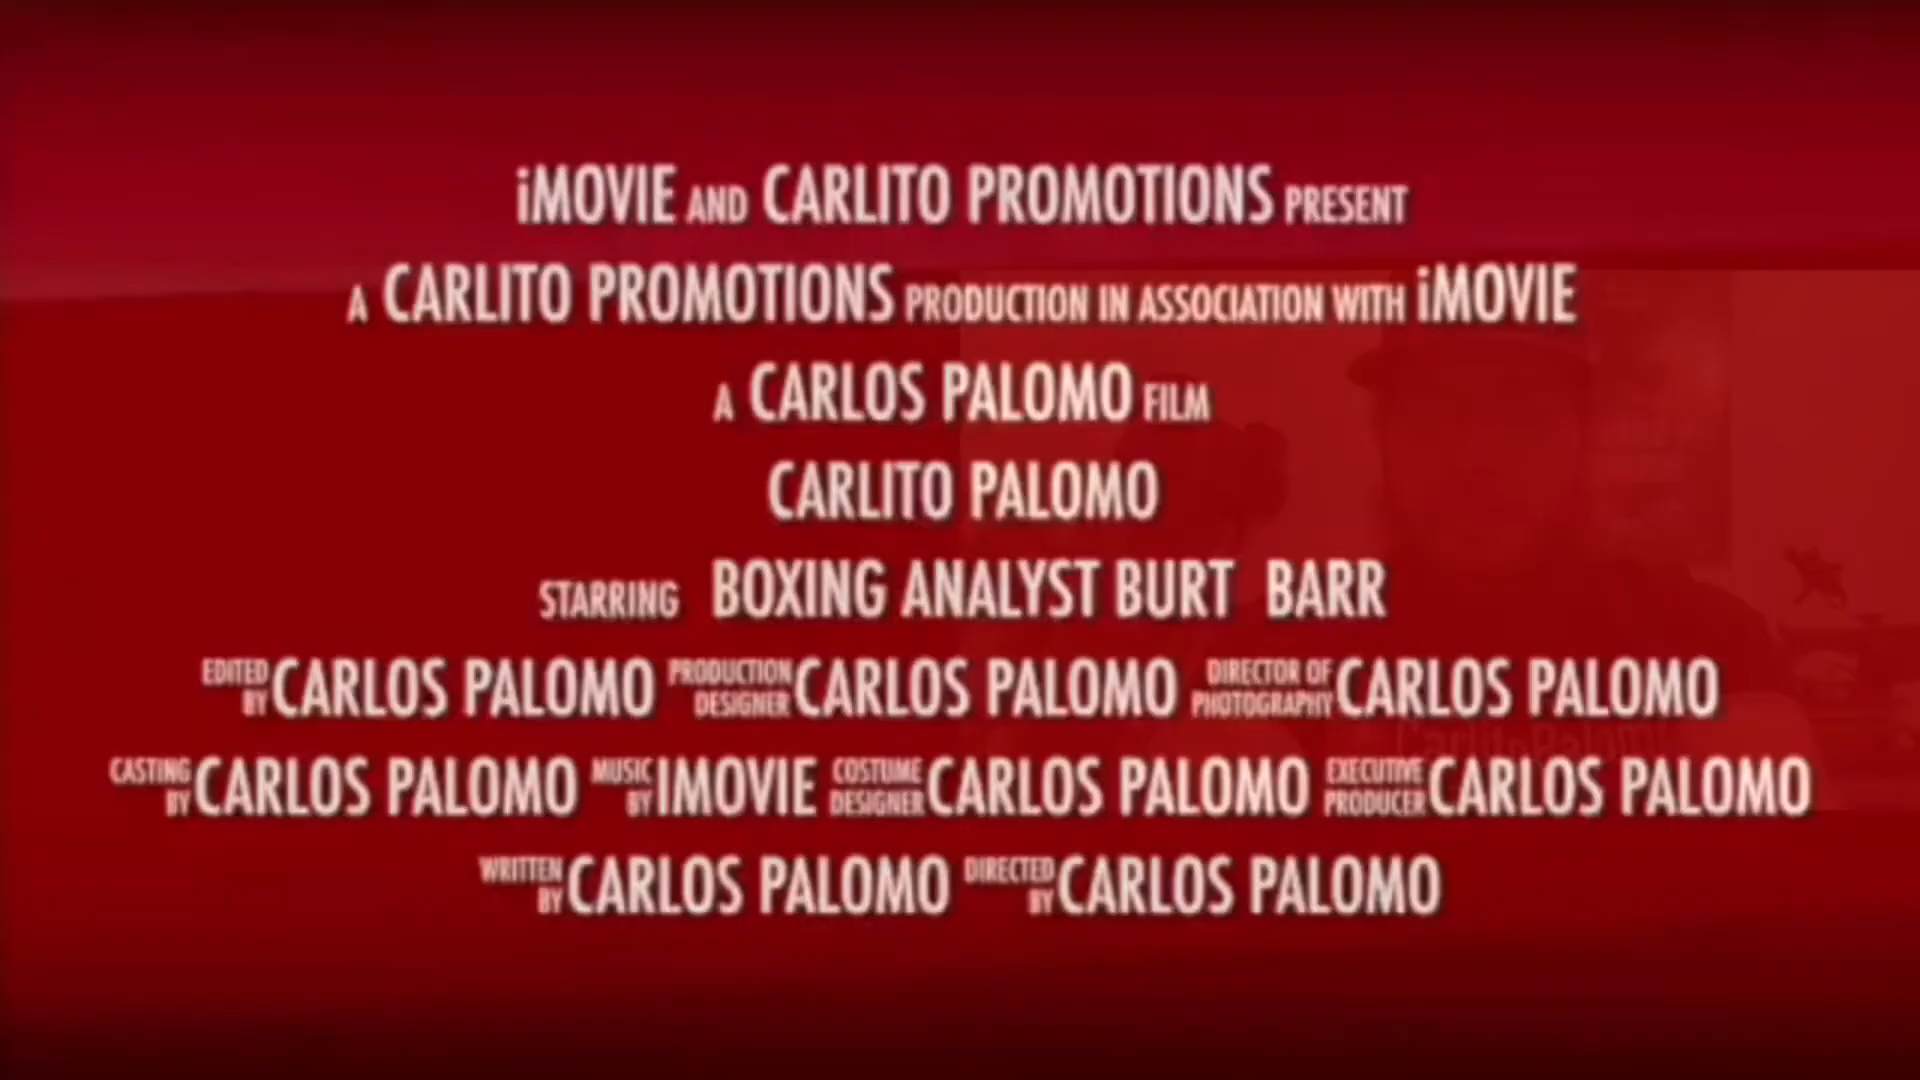 iMOVIE AND CARLITO PROMOTIONS PRESENT
A CARLITO PROMOTIONS PRODUCTION IN ASSOCIATION WITH iMOVIE
A CARLOS PALOMO FILM
CARLITO PALOMO
STARRING BOXING ANALYST BURT BARR
EDITED BY CARLOS PALOMO PRODUCTION DESIGNER CARLOS PALOMO DIRECTOR OF PHOTOGRAPHY CARLOS PALOMO
CASTING BY CARLOS PALOMO MUSIC BY IMOVIE COSTUME DESIGNER CARLOS PALOMO EXECUTIVE PRODUCER CARLOS PALOMO
WRITTEN BY CARLOS PALOMO DIRECTED BY CARLOS PALOMO